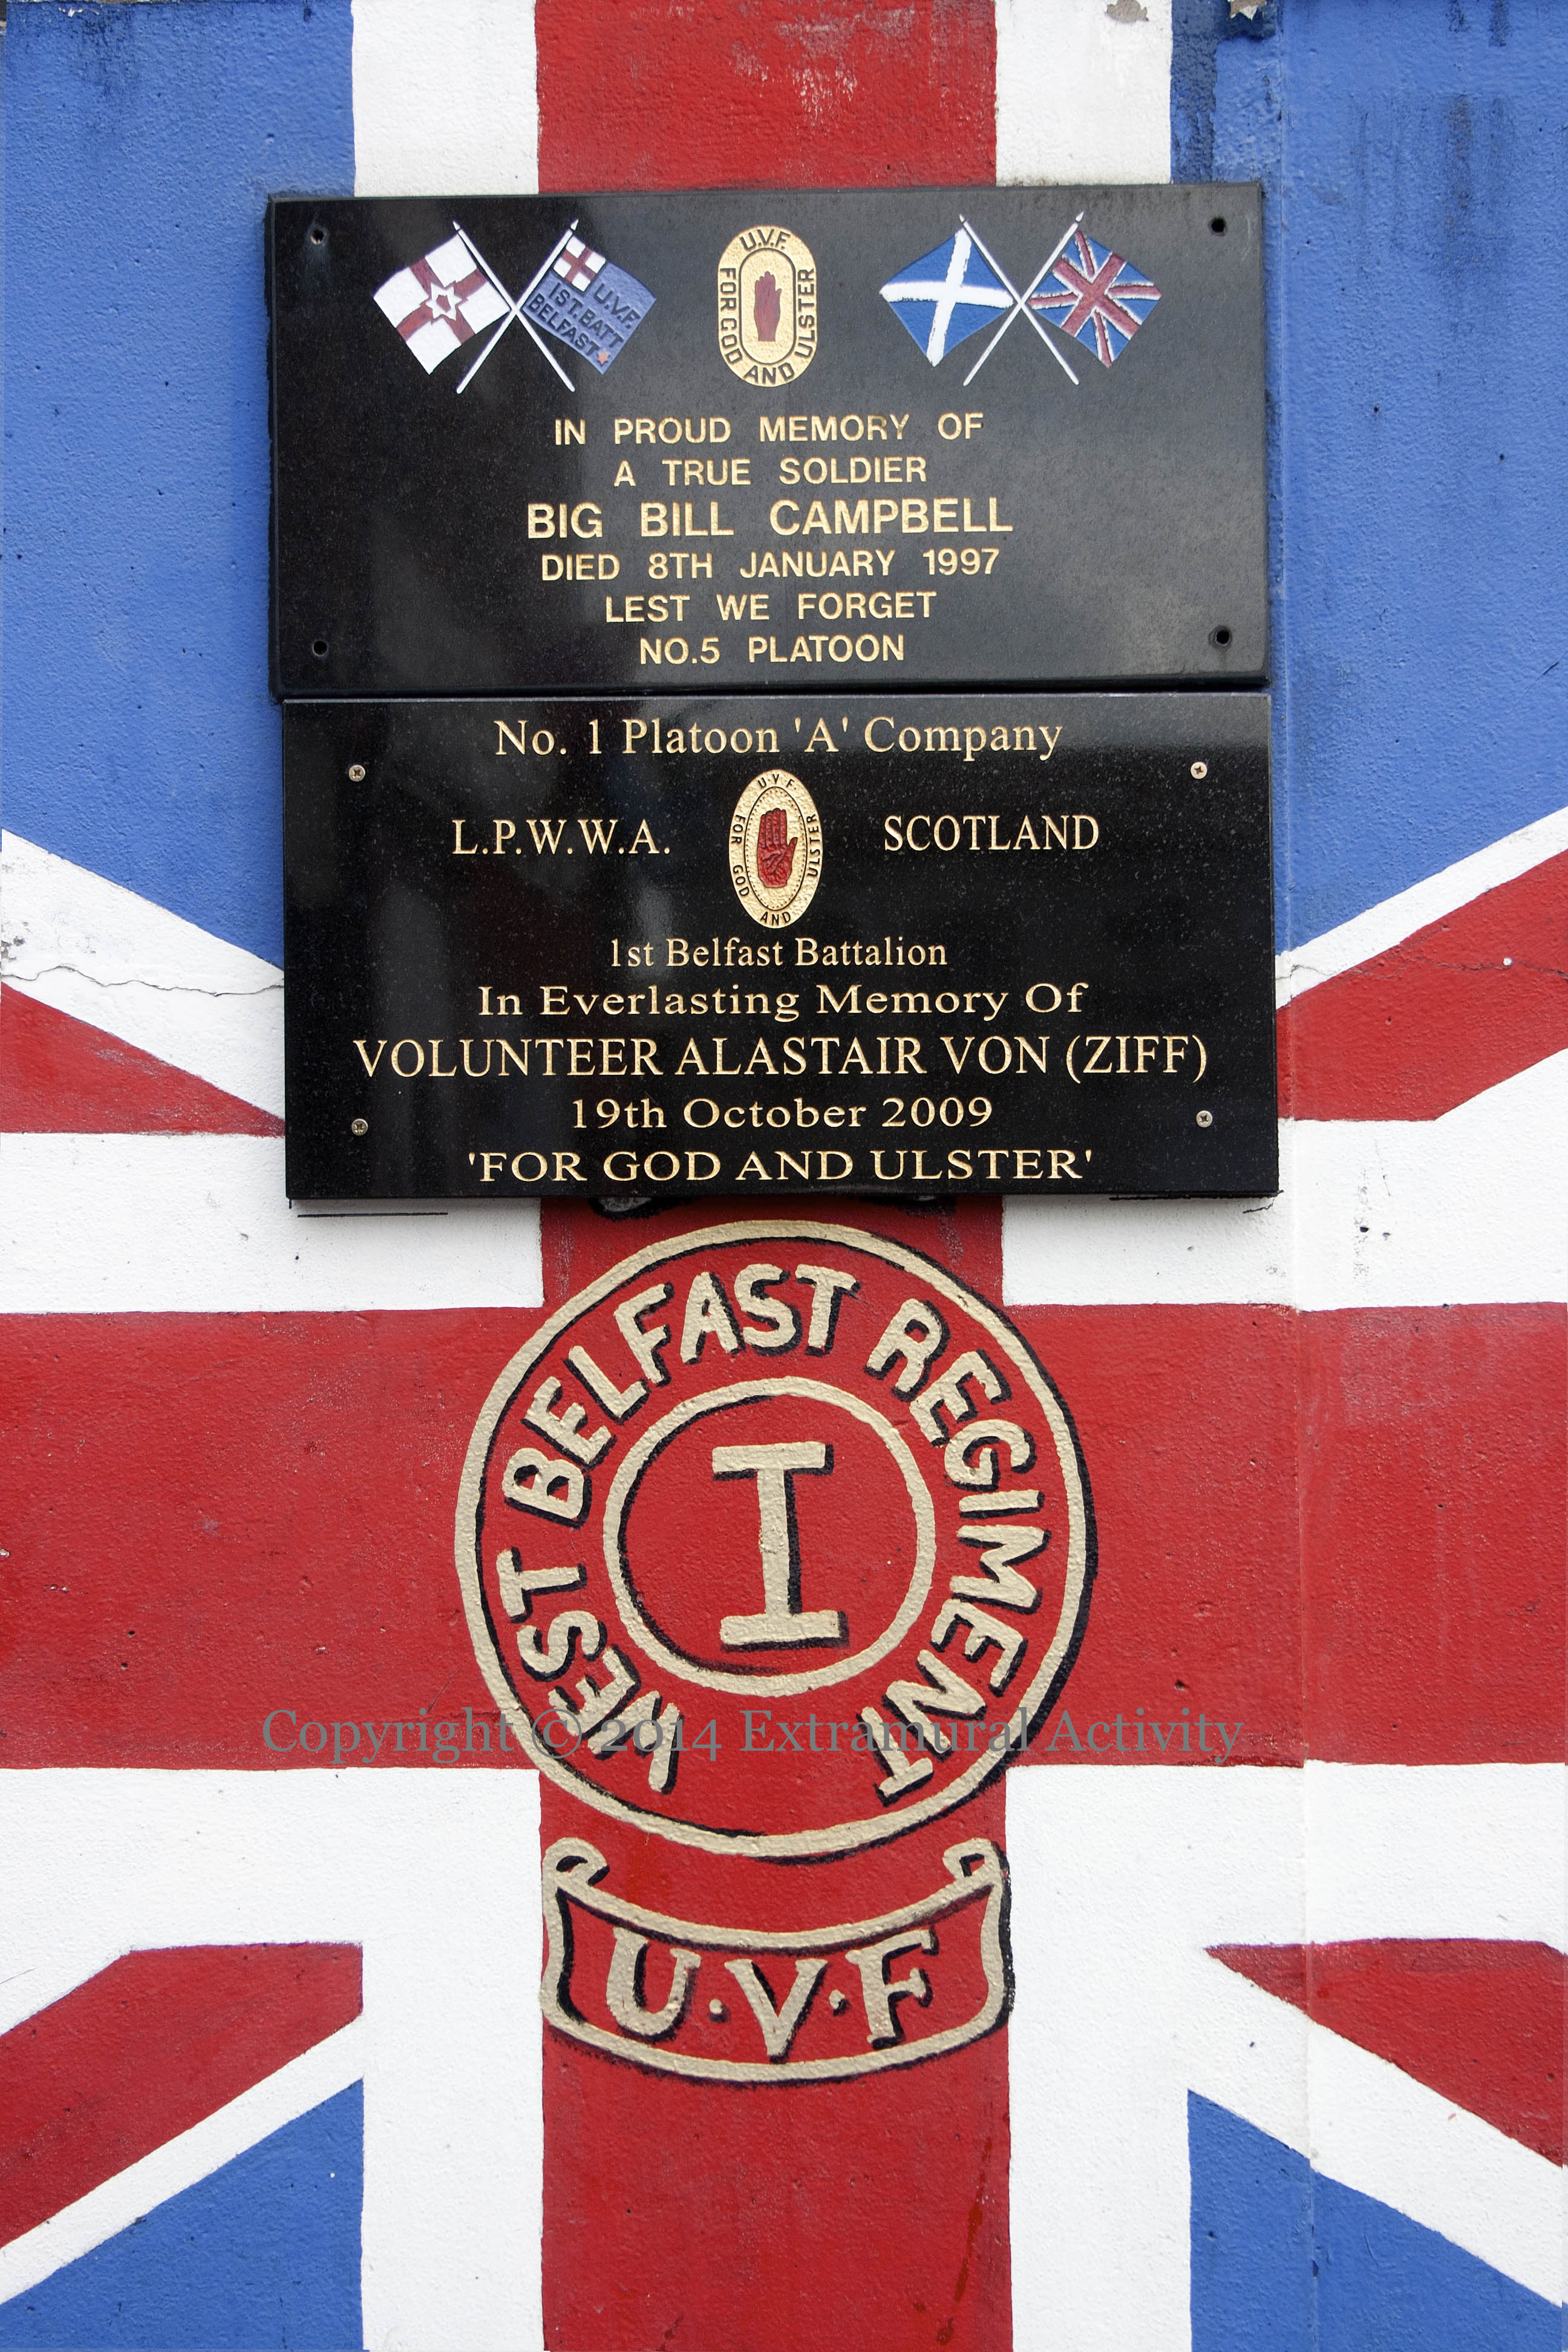 U.V.F.
1ST. BATT
BELFAST
U.V.F.
FOR GOD AND ULSTER
IN PROUD MEMORY OF
A TRUE SOLDIER
BIG BILL CAMPBELL
DIED 8TH JANUARY 1997
LEST WE FORGET
NO.5 PLATOON
No. 1 Platoon 'A' Company
L.P.W.W.A.
U·V·F
FOR GOD AND ULSTER
SCOTLAND
1st Belfast Battalion
In Everlasting Memory Of
VOLUNTEER ALASTAIR VON (ZIFF)
19th October 2009
'FOR GOD AND ULSTER'
WEST BELFAST REGIMENT
I
Copyright © 2014 Extramural Activity
U·V·F